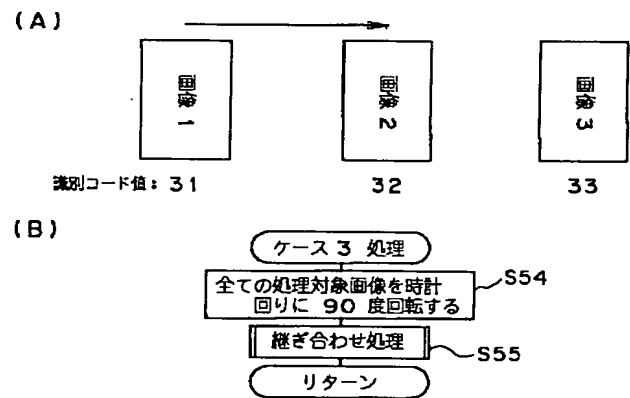 (A)
画像1
画像2
画像3
識別コード値: 31
32
33
(B)
ケース3 処理
全ての処理対象画像を時計
回りに 90 度回転する
S54
継ぎ合わせ処理
S55
リターン